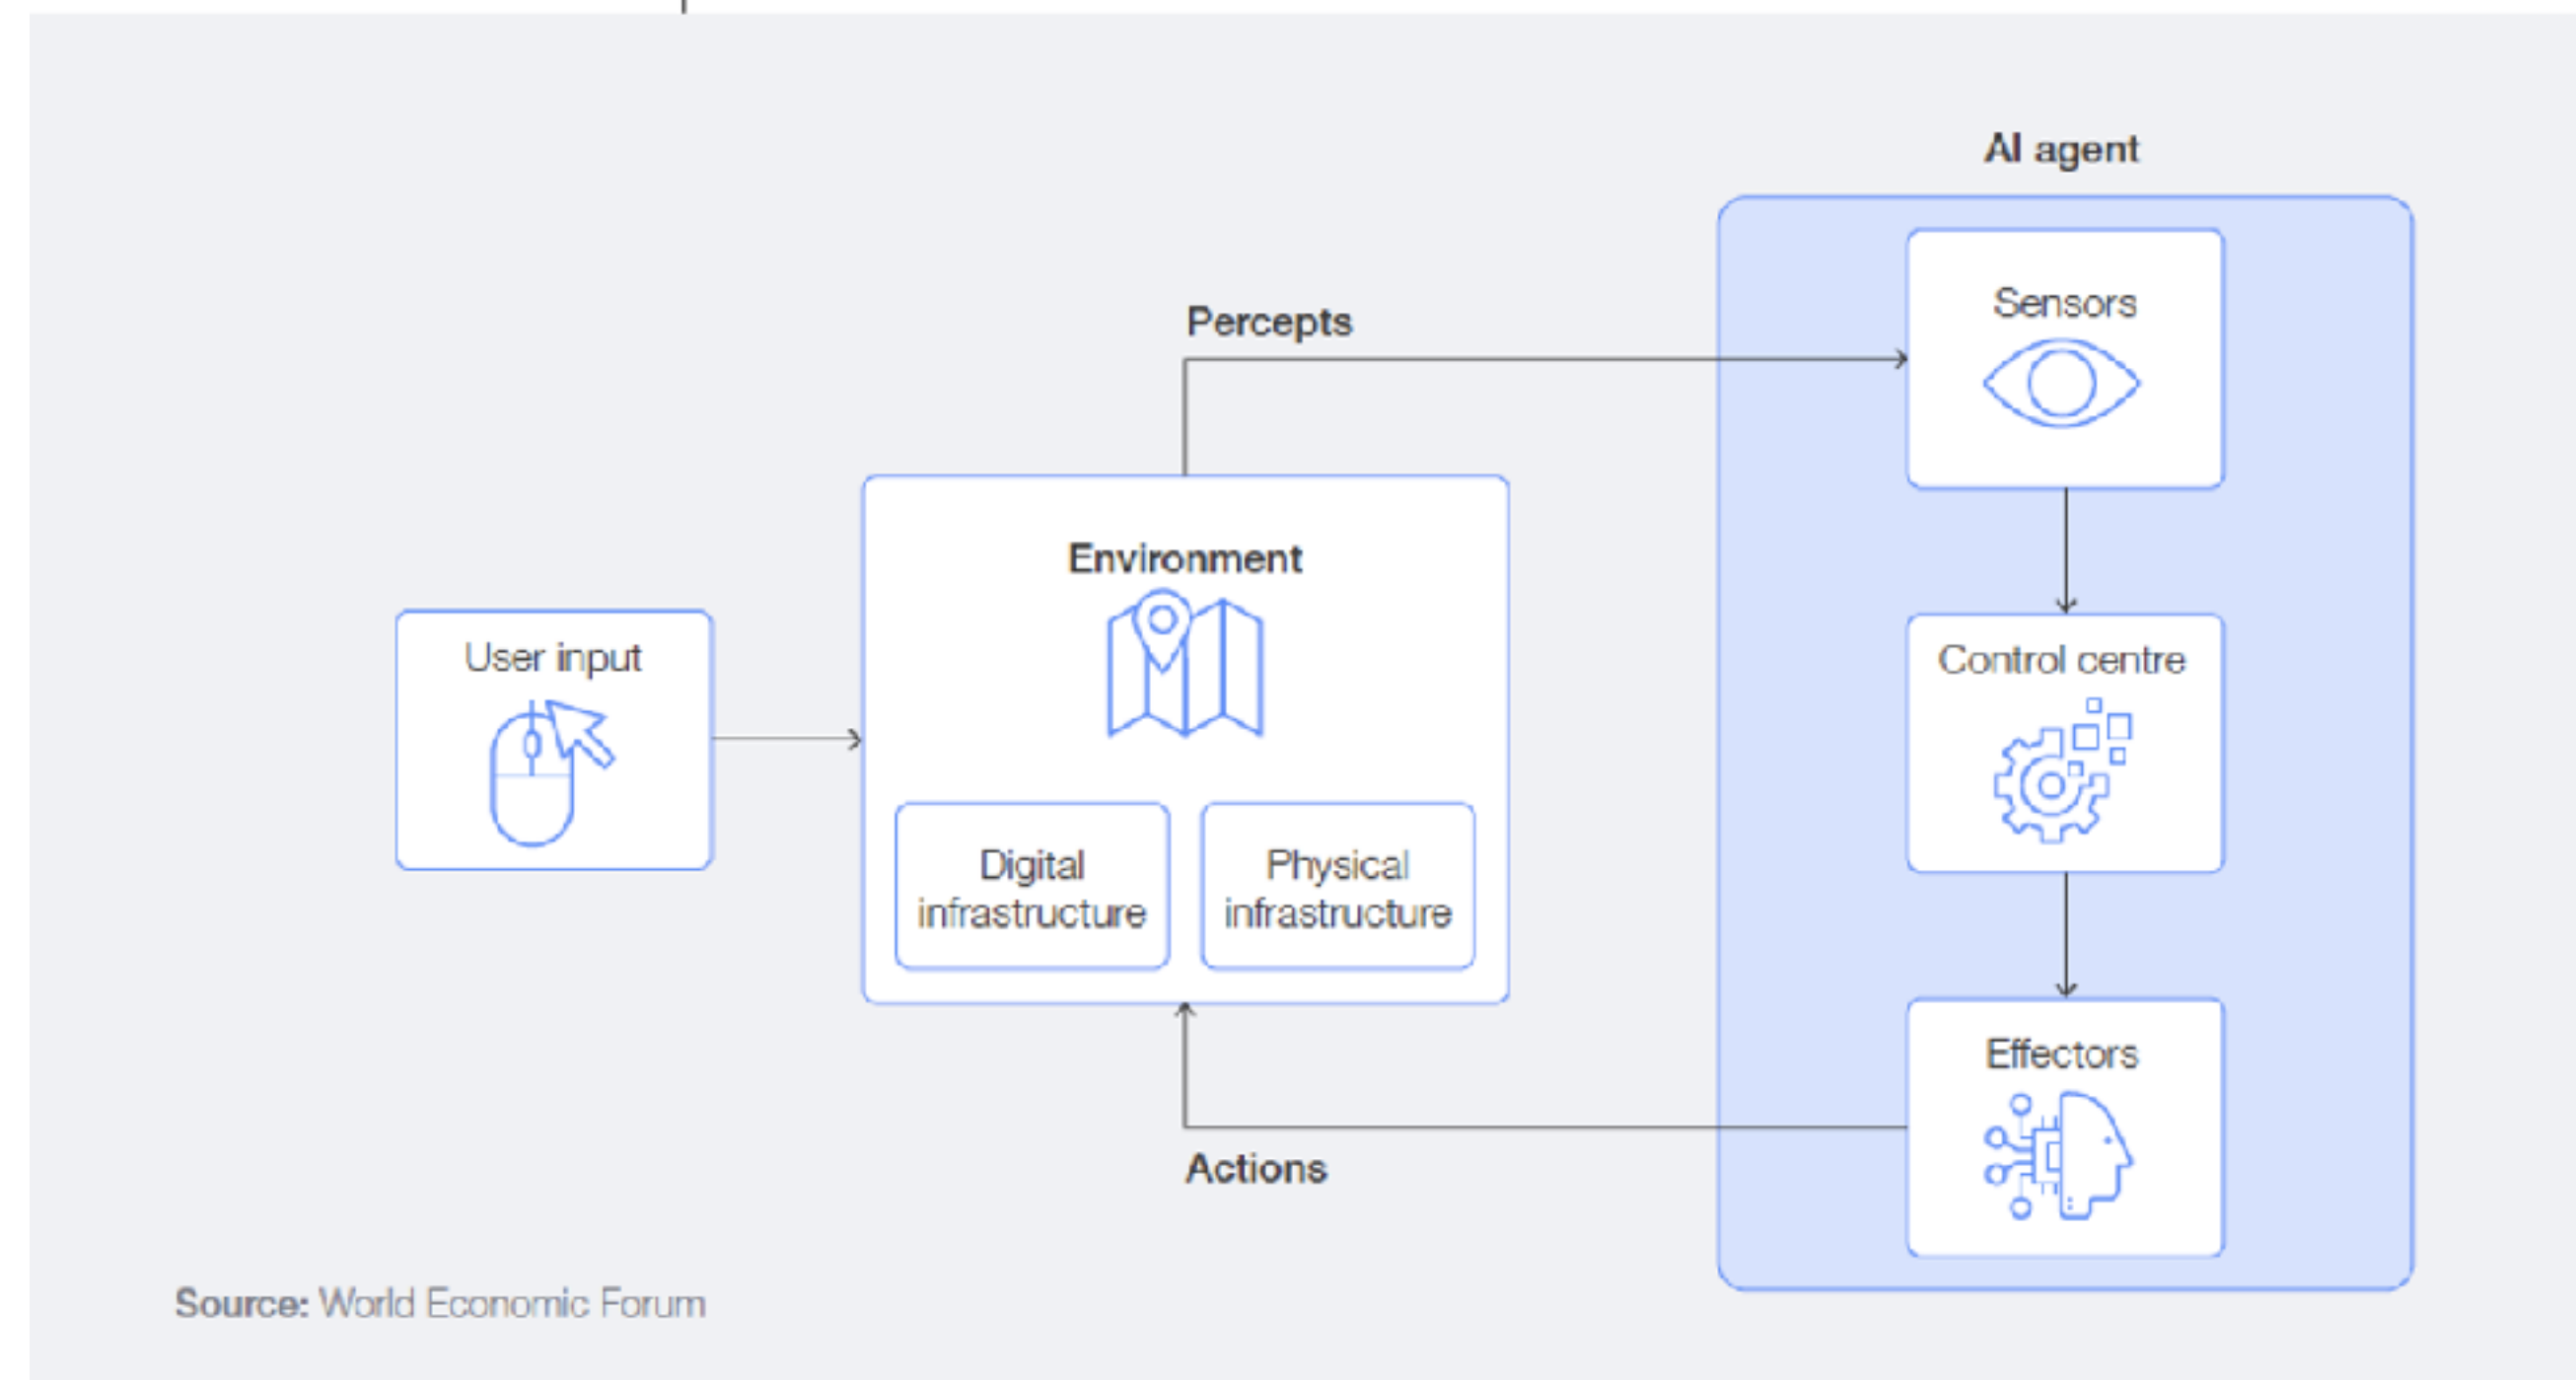 AI agent
Sensors
Percepts
Environment
User input
Control centre
Digital
infrastructure
Physical
infrastructure
Effectors
Actions
Source: World Economic Forum